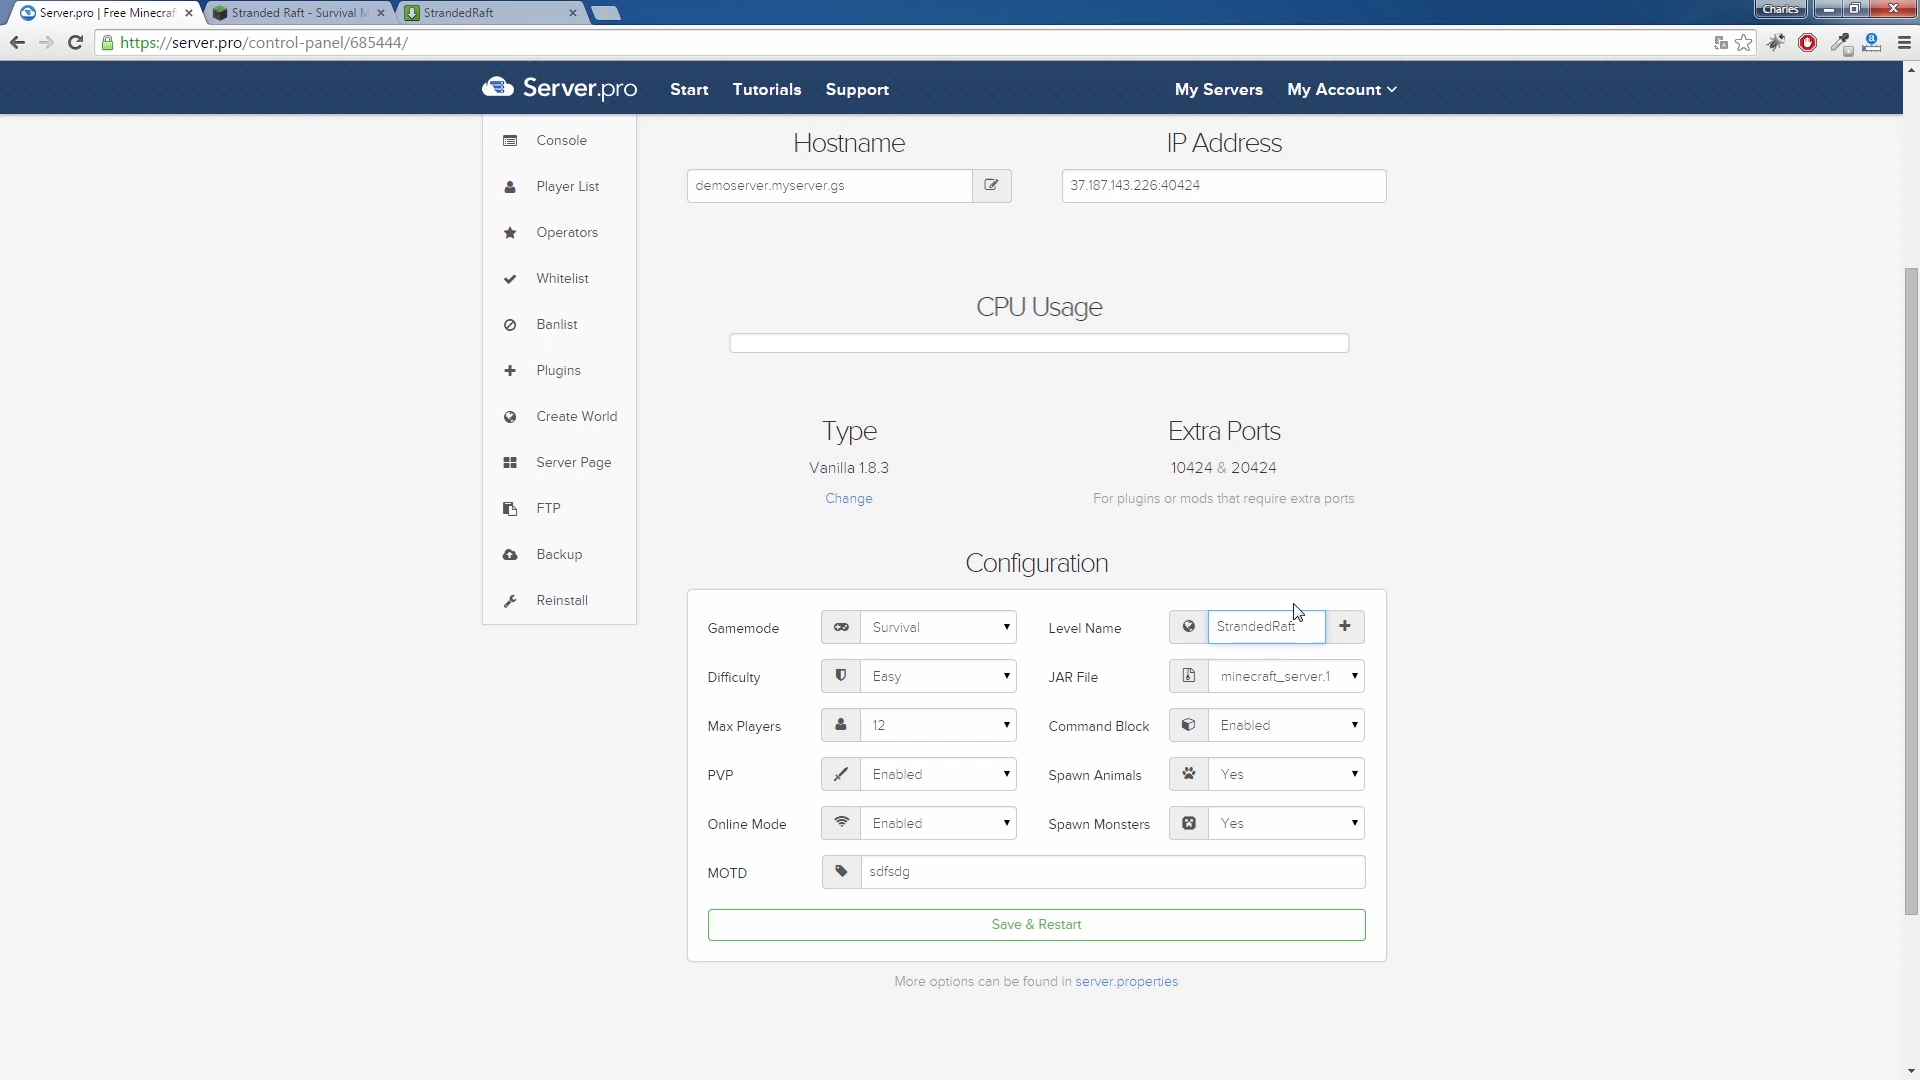 Server.pro | Free Minecraf
Stranded Raft - Survival M
StrandedRaft
Charles
https://server.pro/control-panel/685444/
Server.pro
Start
Tutorials
Support
My Servers
My Account
Console
Player List
Operators
Whitelist
Banlist
Plugins
Create World
Server Page
FTP
Backup
Reinstall
Hostname
IP Address
demoserver.myserver.gs
37.187.143.226:40424
CPU Usage
Type
Extra Ports
Vanilla 1.8.3
10424 & 20424
Change
For plugins or mods that require extra ports
Configuration
Gamemode
Survival
Level Name
StrandedRaft
Difficulty
Easy
JAR File
minecraft_server.1
Max Players
12
Command Block
Enabled
PVP
Enabled
Spawn Animals
Yes
Online Mode
Enabled
Spawn Monsters
Yes
MOTD
sdfsdg
Save & Restart
More options can be found in server.properties